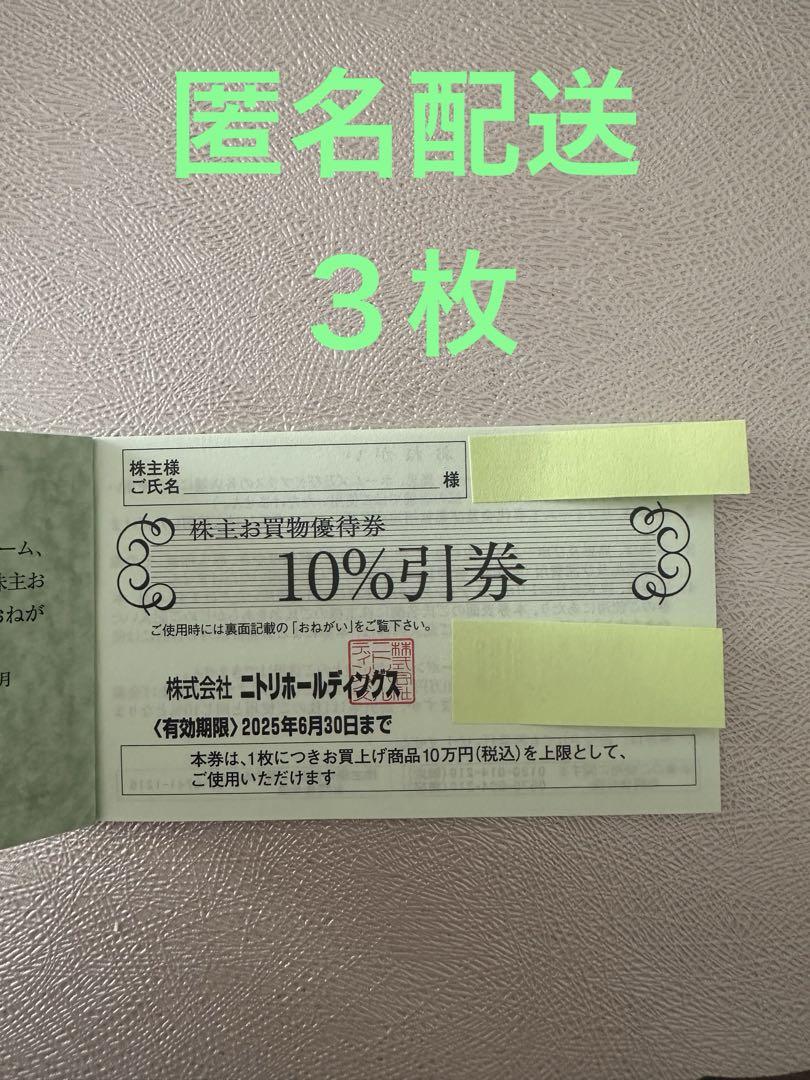 匿名配送
3枚
株主様
ご氏名 様
株主お買物優待券
10%引券
ご使用時には裏面記載の「おねがい」をご覧下さい。
株式会社 ニトリホールディングス
〈有効期限〉2025年6月30日まで
本券は、1枚につきお買上げ商品10万円(税込)を上限として、
ご使用いただけます
ーム、
株主お
おねが
月